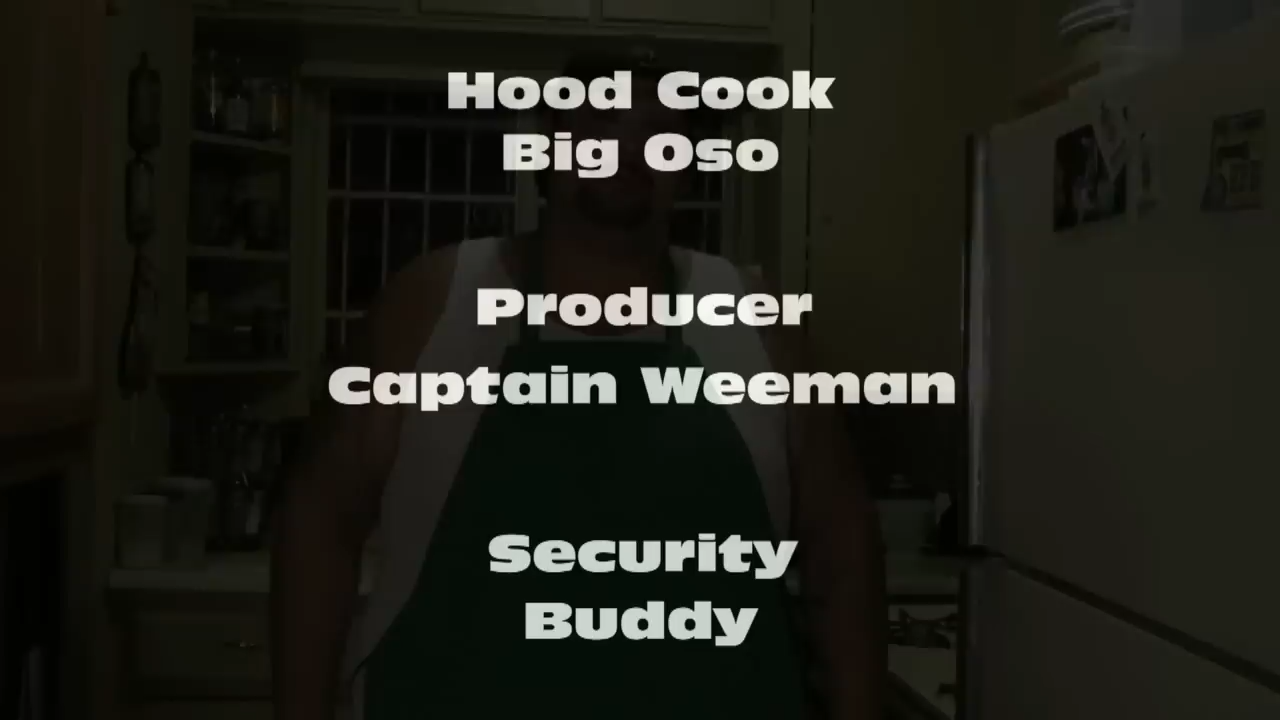 Hood Cook
Big Oso
Producer
Captain Weeman
Security
Buddy